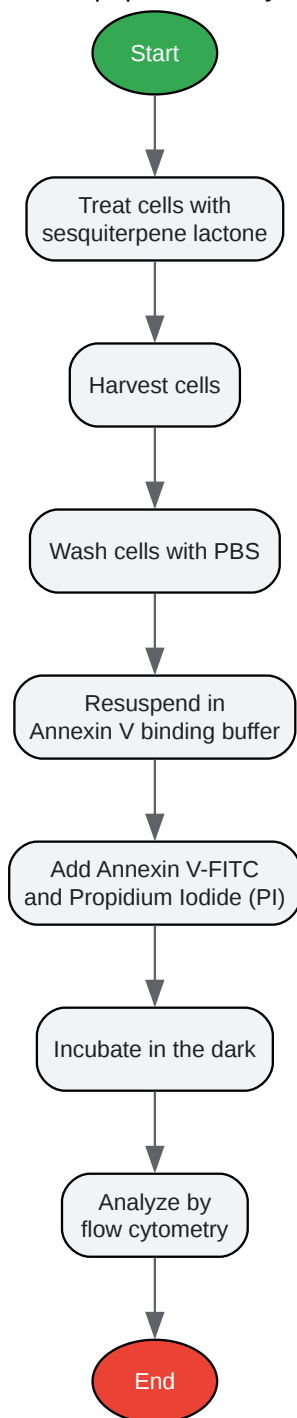 Start
Treat cells with
sesquiterpene lactone
Harvest cells
Wash cells with PBS
Resuspend in
Annexin V binding buffer
Add Annexin V-FITC
and Propidium Iodide (PI)
Incubate in the dark
Analyze by
flow cytometry
End